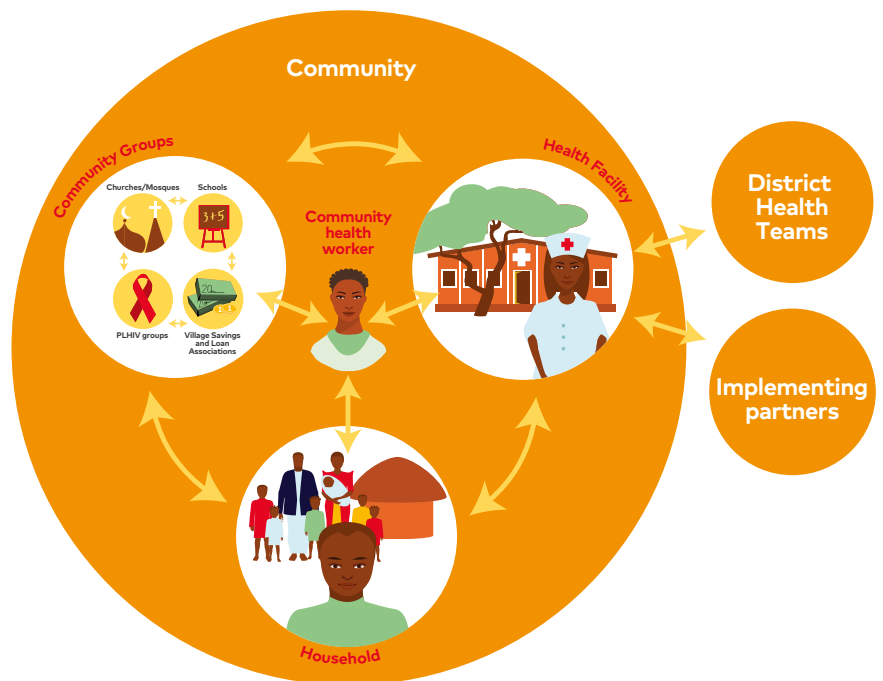 Community
Community Groups
Health Facility
Churches/Mosques
Schools
3+5
20
PLHIV groups
Village Savings
and Loan
Associations
Community
health
worker
District
Health
Teams
Implementing
partners
Household